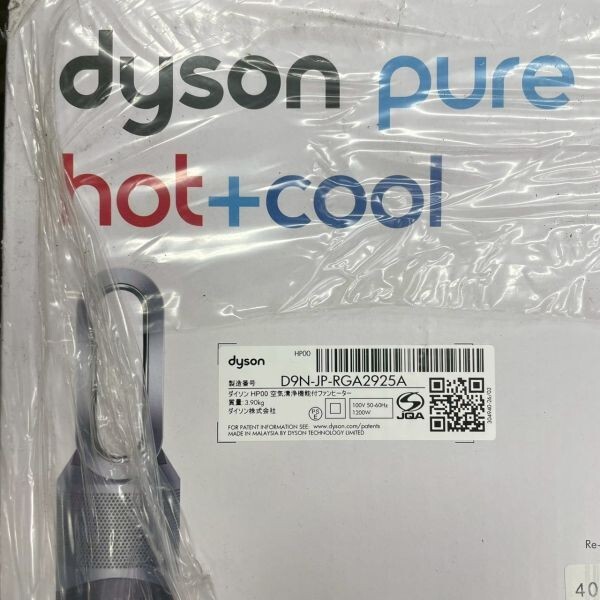 dyson pure
hot+cool
dyson
HP00
製造番号 D9N-JP-RGA2925A
ダイソン HP00 空気清浄機能付ファンヒーター
質量: 3.90kg
ダイソン株式会社
PS E
100V 50-60Hz
1200W
JQA
FOR PATENT INFORMATION SEE: www.dyson.com/patents
MADE IN MALAYSIA BY DYSON TECHNOLOGY LIMITED
Re-
40